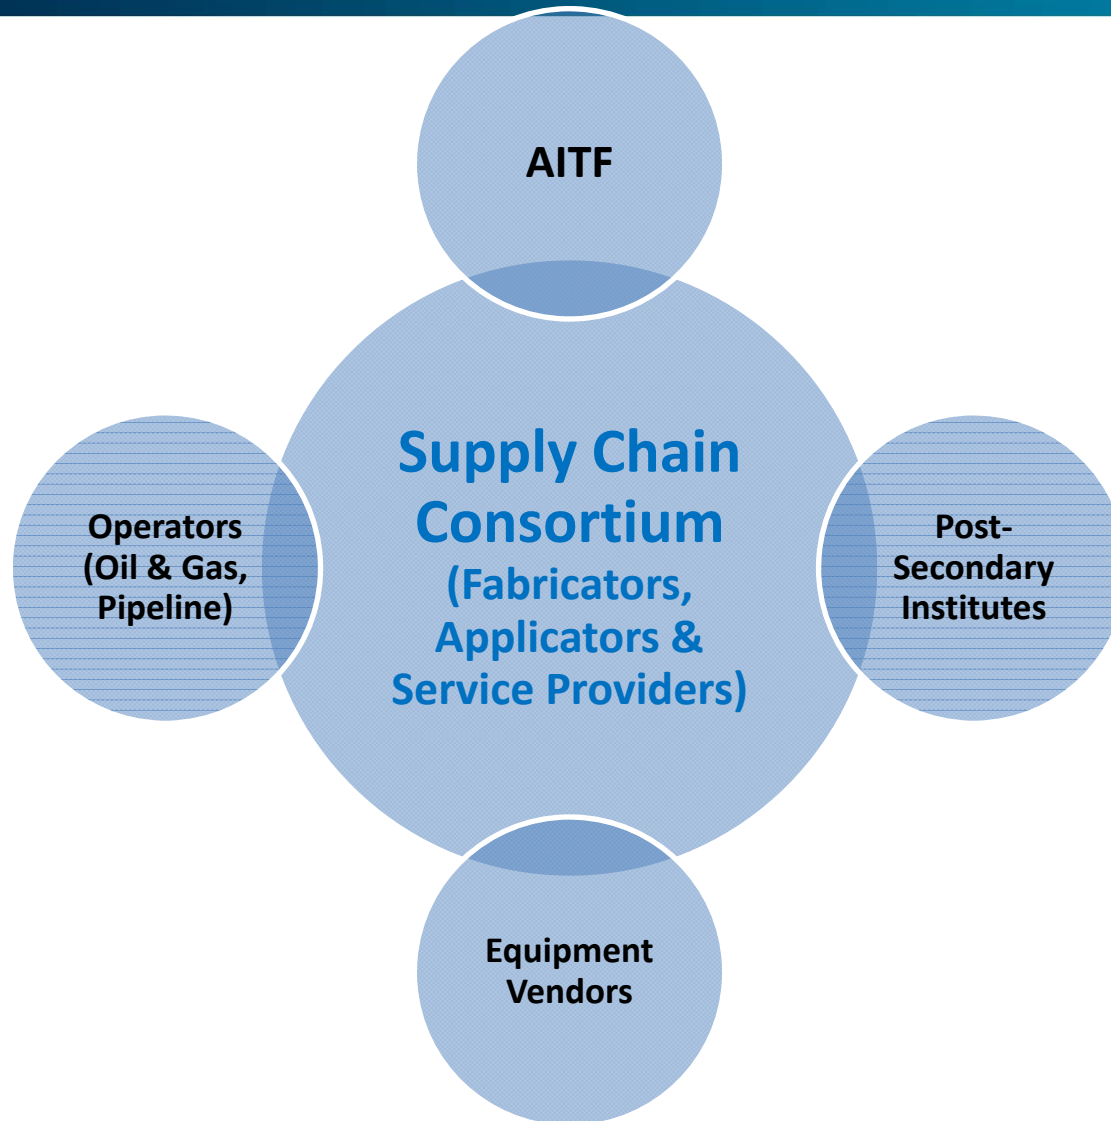 AITF
Supply Chain
Consortium
(Fabricators,
Applicators &
Service Providers)
Operators
(Oil & Gas,
Pipeline)
Post-
Secondary
Institutes
Equipment
Vendors